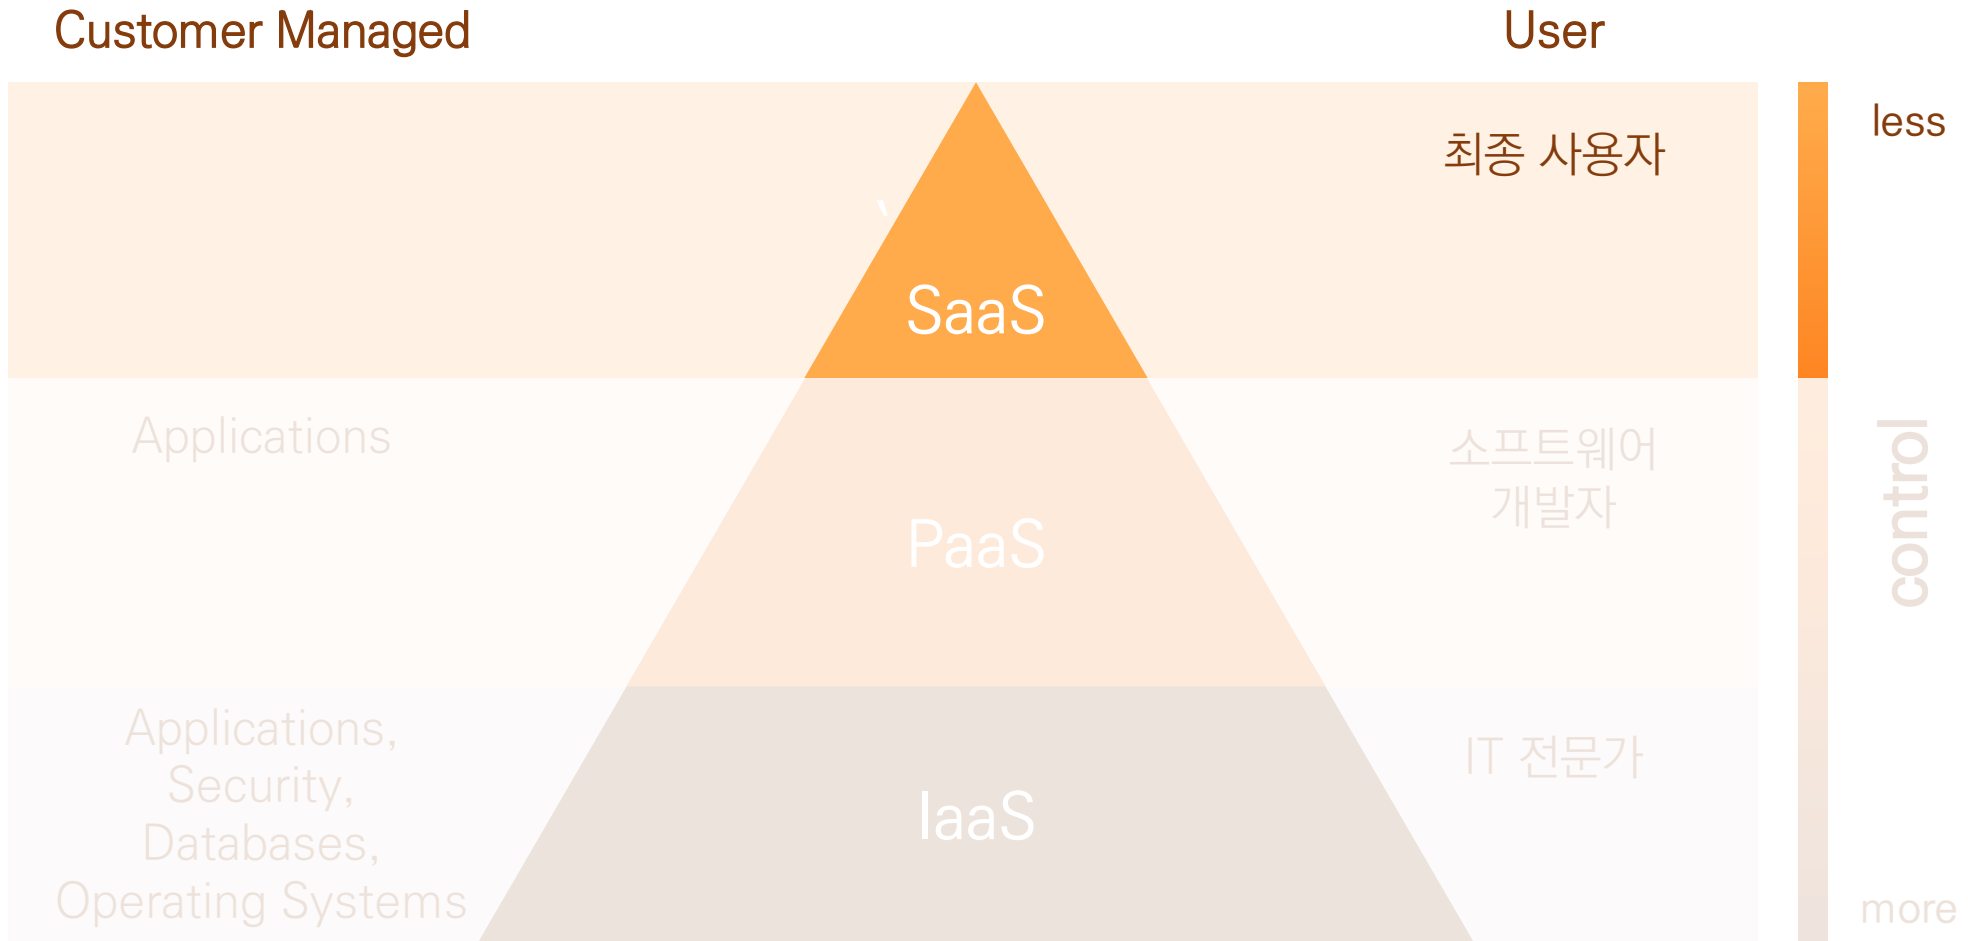 Customer Managed
User
최종 사용자
less
SaaS
Applications
소프트웨어
개발자
PaaS
control
Applications,
Security,
Databases,
Operating Systems
IT 전문가
IaaS
more